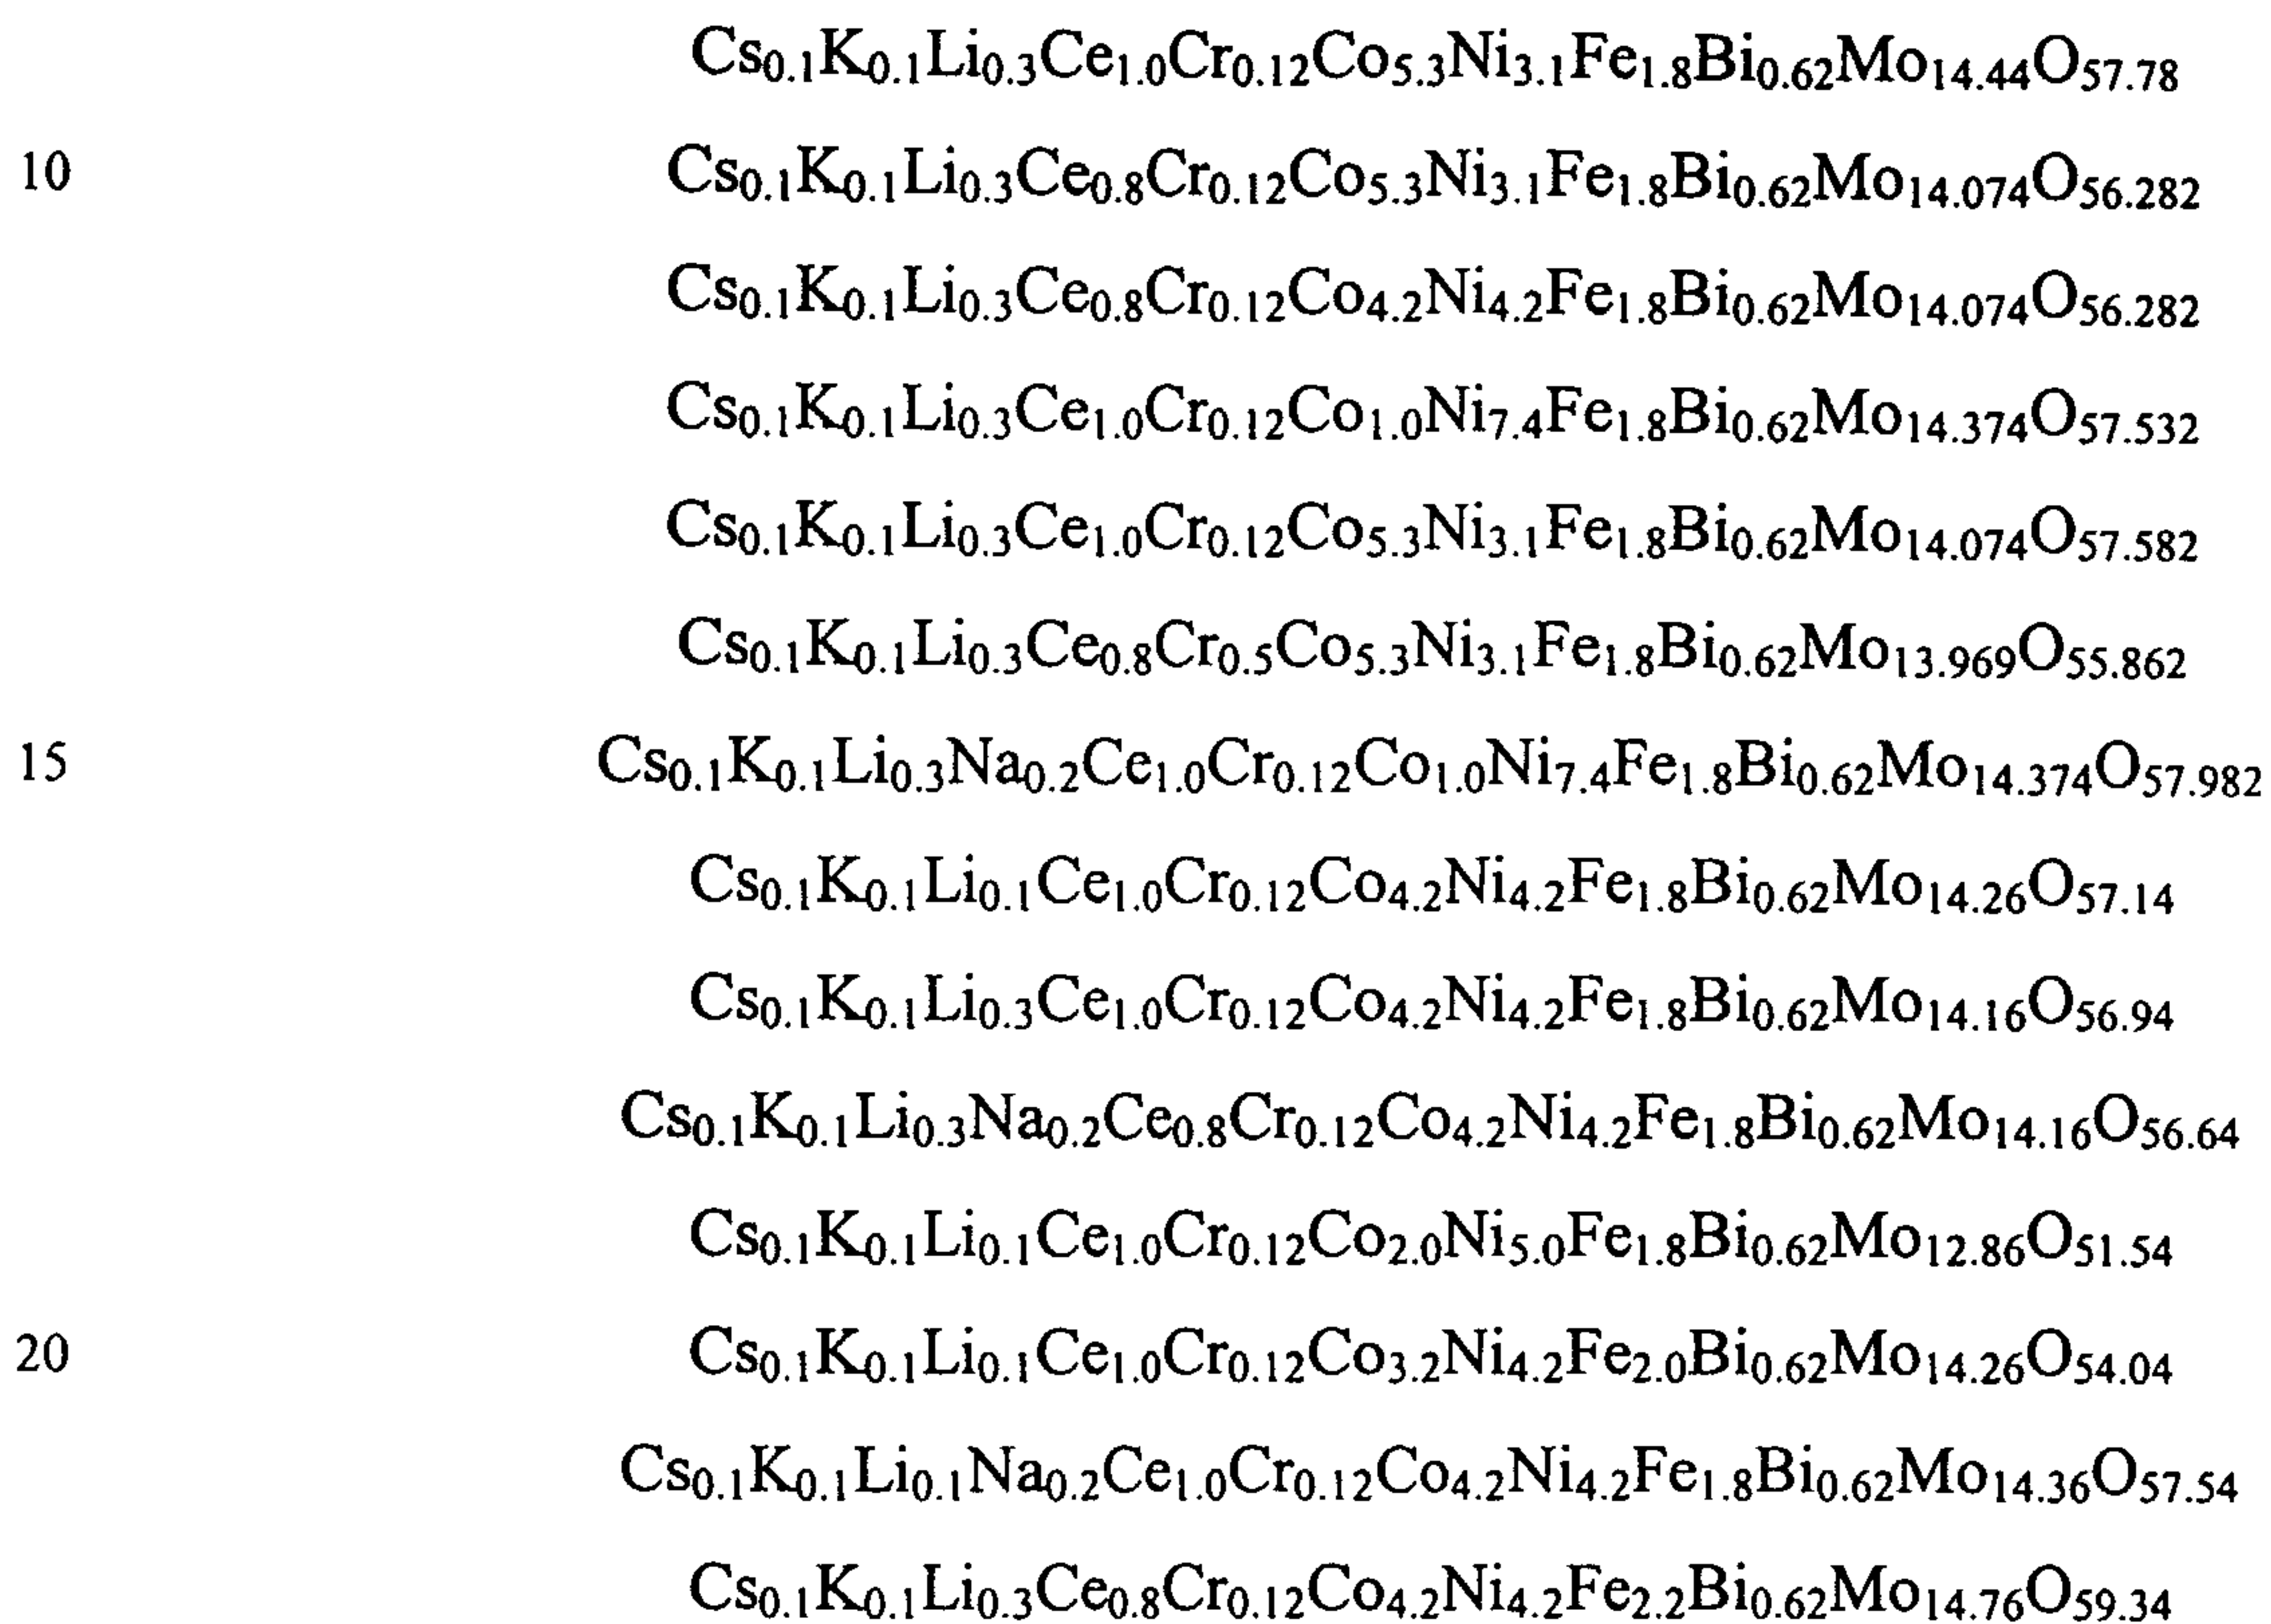 Cs0.1K0.1Li0.3Ce1.0Cr0.12Co5.3Ni3.1Fe1.8Bi0.62Mo14.44O57.78
10 Cs0.1K0.1Li0.3Ce0.8Cr0.12Co5.3Ni3.1Fe1.8Bi0.62Mo14.074O56.282
Cs0.1K0.1Li0.3Ce0.8Cr0.12Co4.2Ni4.2Fe1.8Bi0.62Mo14.074O56.282
Cs0.1K0.1Li0.3Ce1.0Cr0.12Co1.0Ni7.4Fe1.8Bi0.62Mo14.374O57.532
Cs0.1K0.1Li0.3Ce1.0Cr0.12Co5.3Ni3.1Fe1.8Bi0.62Mo14.074O57.582
Cs0.1K0.1Li0.3Ce0.8Cr0.5Co5.3Ni3.1Fe1.8Bi0.62Mo13.969O55.862
15 Cs0.1K0.1Li0.3Na0.2Ce1.0Cr0.12Co1.0Ni7.4Fe1.8Bi0.62Mo14.374O57.982
Cs0.1K0.1Li0.1Ce1.0Cr0.12Co4.2Ni4.2Fe1.8Bi0.62Mo14.26O57.14
Cs0.1K0.1Li0.3Ce1.0Cr0.12Co4.2Ni4.2Fe1.8Bi0.62Mo14.16O56.94
Cs0.1K0.1Li0.3Na0.2Ce0.8Cr0.12Co4.2Ni4.2Fe1.8Bi0.62Mo14.16O56.64
Cs0.1K0.1Li0.1Ce1.0Cr0.12Co2.0Ni5.0Fe1.8Bi0.62Mo12.86O51.54
20 Cs0.1K0.1Li0.1Ce1.0Cr0.12Co3.2Ni4.2Fe2.0Bi0.62Mo14.26O54.04
Cs0.1K0.1Li0.1Na0.2Ce1.0Cr0.12Co4.2Ni4.2Fe1.8Bi0.62Mo14.36O57.54
Cs0.1K0.1Li0.3Ce0.8Cr0.12Co4.2Ni4.2Fe2.2Bi0.62Mo14.76O59.34